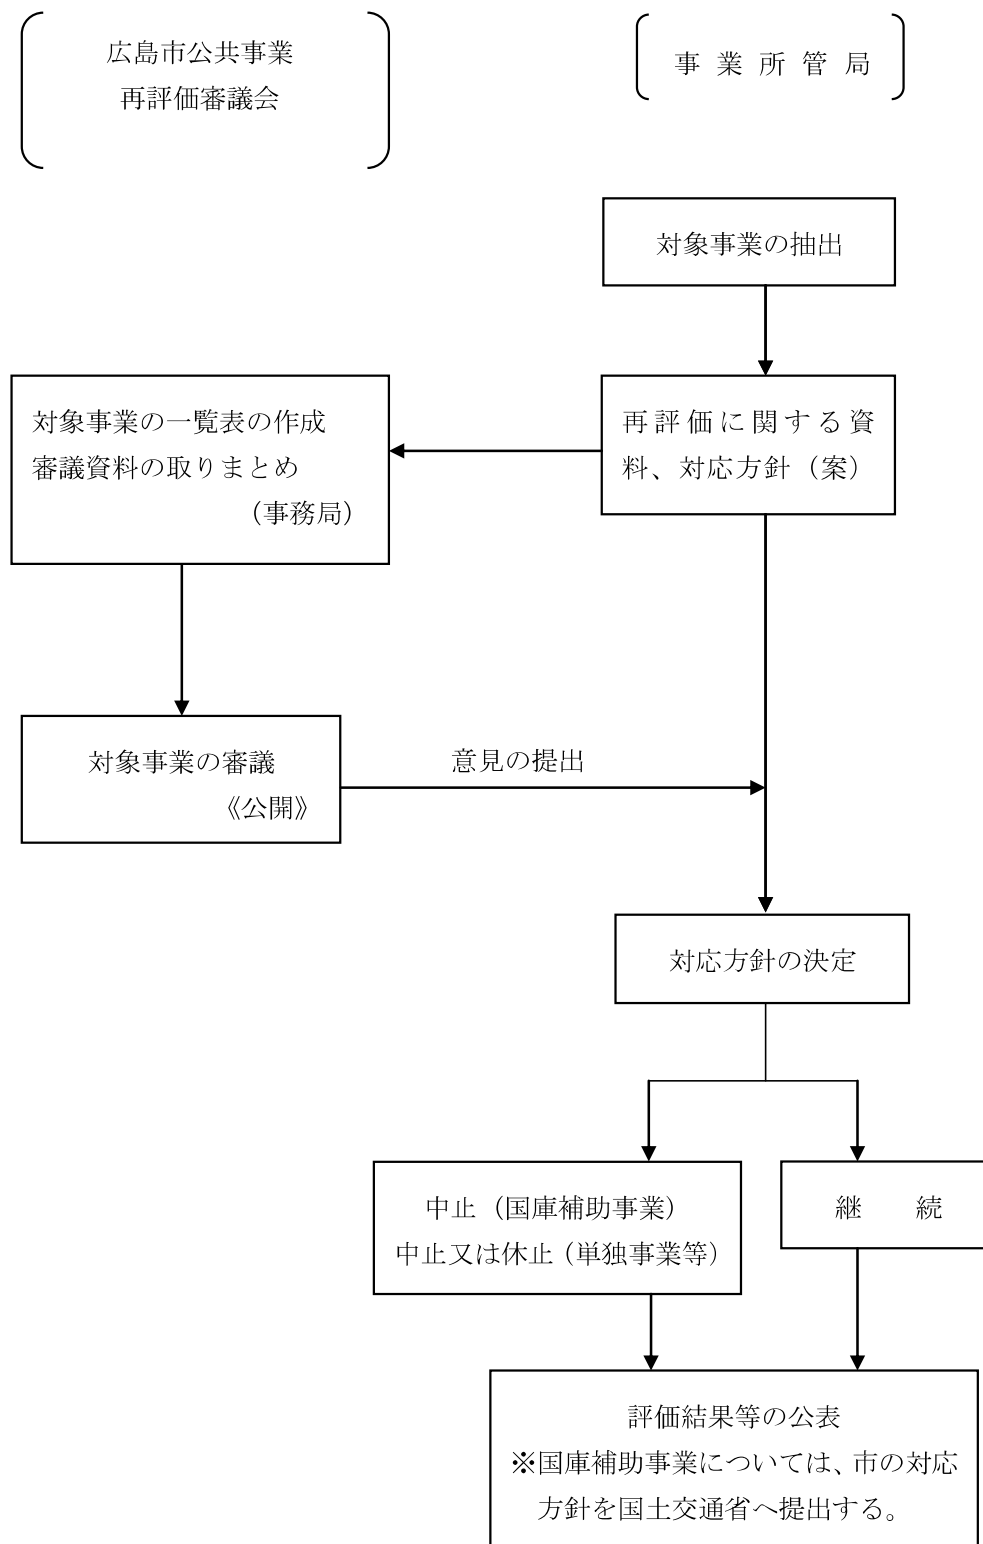 広島市公共事業
再評価審議会
事業所管局
対象事業の抽出
対象事業の一覧表の作成
審議資料の取りまとめ
（事務局）
再評価に関する資
料、対応方針（案）
対象事業の審議
《公開》
意見の提出
対応方針の決定
中止（国庫補助事業）
中止又は休止（単独事業等）
継　　続
評価結果等の公表
※国庫補助事業については、市の対応
方針を国土交通省へ提出する。